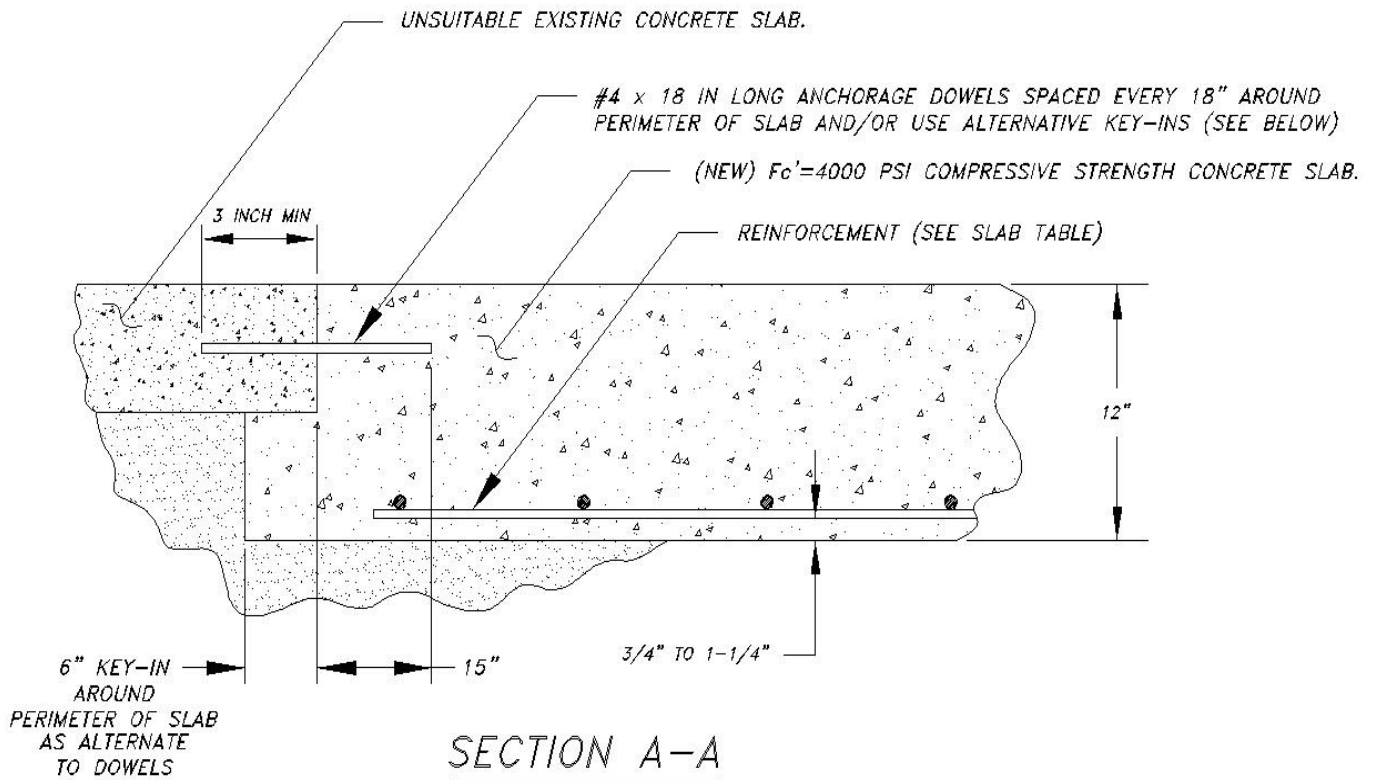 UNSUITABLE EXISTING CONCRETE SLAB.
#4 x 18 IN LONG ANCHORAGE DOWELS SPACED EVERY 18" AROUND
PERIMETER OF SLAB AND/OR USE ALTERNATIVE KEY-INS (SEE BELOW)
(NEW) Fc'=4000 PSI COMPRESSIVE STRENGTH CONCRETE SLAB.
3 INCH MIN
REINFORCEMENT (SEE SLAB TABLE)
12"
3/4" TO 1-1/4"
6" KEY-IN
AROUND
PERIMETER OF SLAB
AS ALTERNATE
TO DOWELS
15"
SECTION A-A